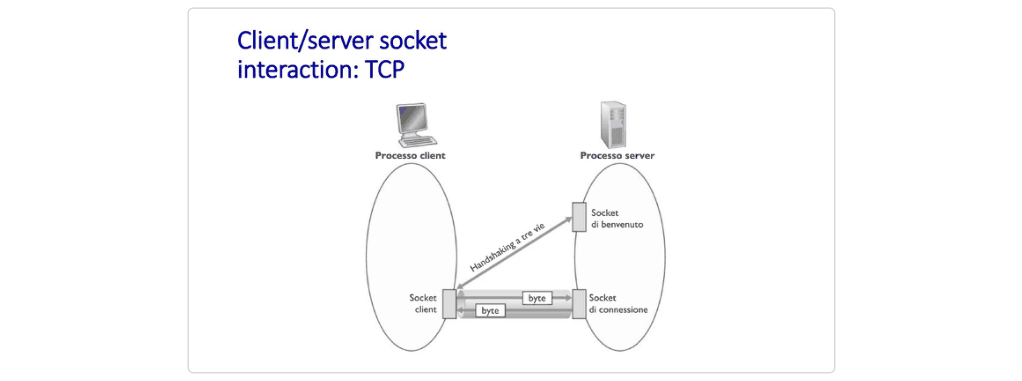 Client/server socket
interaction: TCP
Processo client
Processo server
Socket
di benvenuto
Handshaking a tre vie
Socket
client
byte
byte
Socket
di connessione